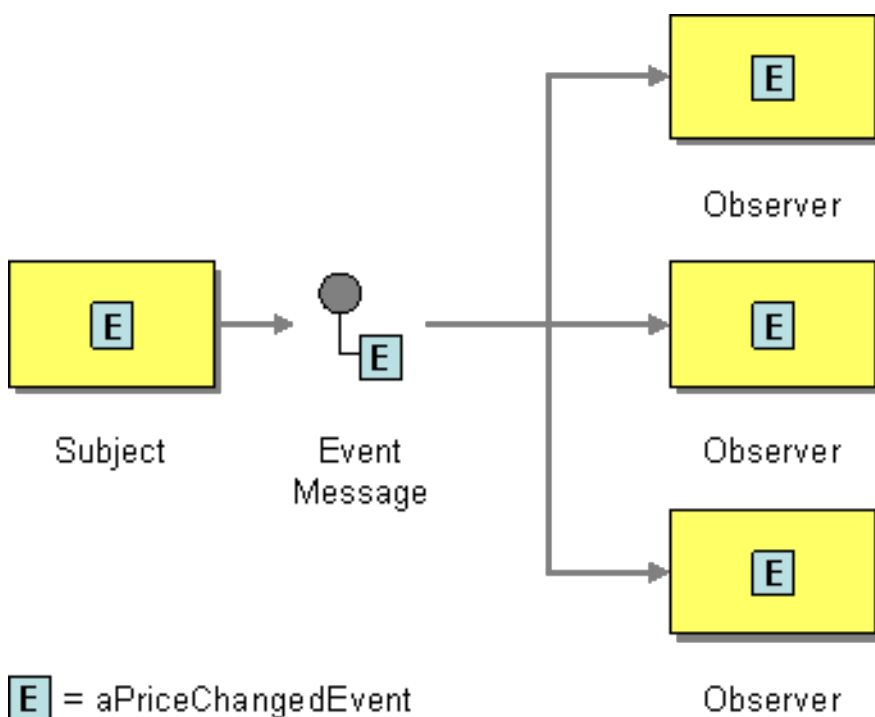 E
Observer
E
E
E
Subject
Event
Message
Observer
E
E = aPriceChangedEvent
Observer